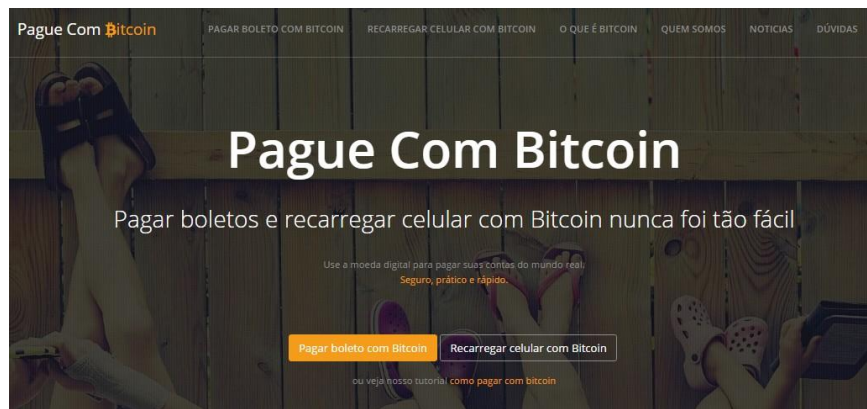 Pague Com Bitcoin
PAGAR BOLETO COM BITCOIN
RECARREGAR CELULAR COM BITCOIN
O QUE É BITCOIN
QUEM SOMOS
NOTICIAS
DÚVIDAS
Pague Com Bitcoin
Pagar boletos e recarregar celular com Bitcoin nunca foi tão fácil
Use a moeda digital para pagar suas contas do mundo real.
Seguro, prático e rápido.
Pagar boleto com Bitcoin
Recarregar celular com Bitcoin
ou veja nosso tutorial como pagar com bitcoin